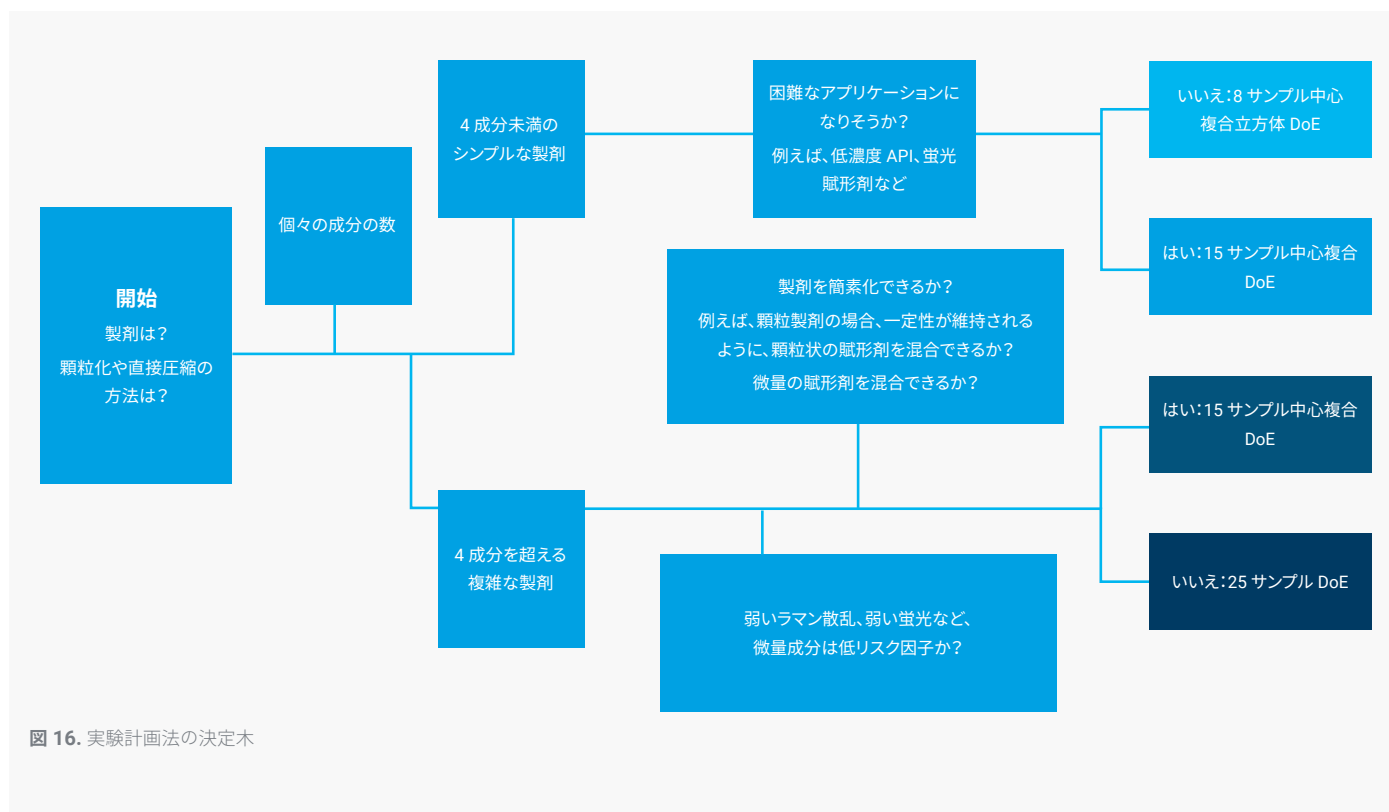 開始
製剤は？
顆粒化や直接圧縮の
方法は？
個々の成分の数
4 成分未満の
シンプルな製剤
困難なアプリケーションに
なりそうか？
例えば、低濃度 API、蛍光
賦形剤など
いいえ：8 サンプル中心
複合立方体 DoE
はい：15 サンプル中心複合
DoE
製剤を簡素化できるか？
例えば、顆粒製剤の場合、一定性が維持される
ように、顆粒状の賦形剤を混合できるか？
微量の賦形剤を混合できるか？
4 成分を超える
複雑な製剤
弱いラマン散乱、弱い蛍光など、
微量成分は低リスク因子か？
はい：15 サンプル中心複合
DoE
いいえ：25 サンプル DoE
図 16. 実験計画法の決定木